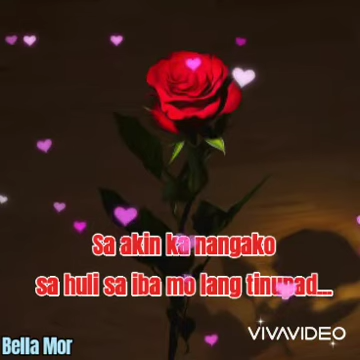 Sa akin ka nangako
sa huli sa iba mo lang tinupad...
VIVAVIDEO
Bella Mor